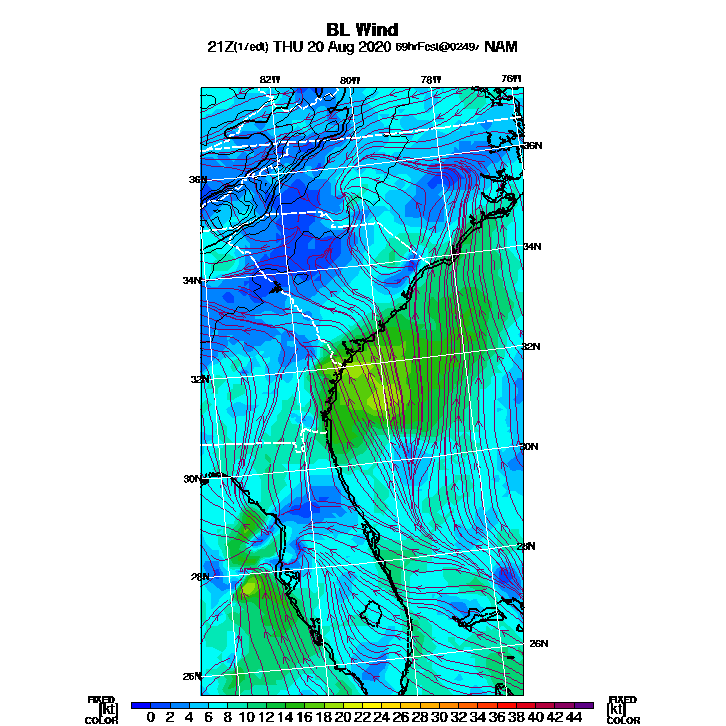 BL Wind
21Z(17edt) THU 20 Aug 2020 69hrFcst@0249z NAM
82W 80W 78W 76W
36N
36N
34N
34N
32N
32N
30N
30N
28N
28N
26N
26N
FIXED FIXED
[kt] 0 2 4 6 8 10 12 14 16 18 20 22 24 26 28 30 32 34 36 38 40 42 44 [kt]
COLOR COLOR